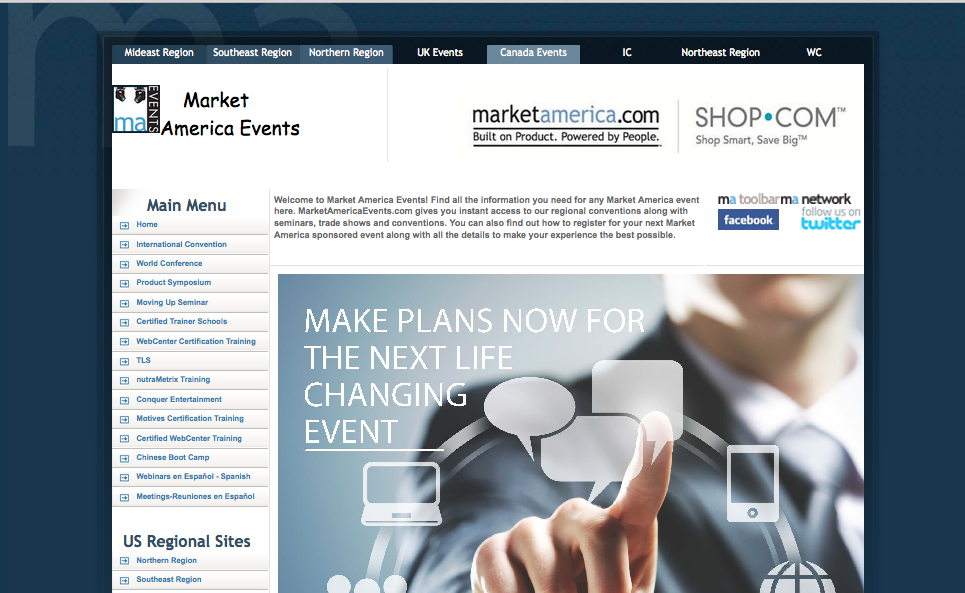 Mideast Region Southeast Region Northern Region UK Events Canada Events IC Northeast Region WC
ma EVENTS
Market
America Events
marketamerica.com
Built on Product. Powered by People.
SHOP•COM™
Shop Smart, Save Big™
Main Menu
Home
International Convention
World Conference
Product Symposium
Moving Up Seminar
Certified Trainer Schools
WebCenter Certification Training
TLS
nutraMetrix Training
Conquer Entertainment
Motives Certification Training
Certified WebCenter Training
Chinese Boot Camp
Webinars en Español - Spanish
Meetings-Reuniones en Español
US Regional Sites
Northern Region
Southeast Region
Welcome to Market America Events! Find all the information you need for any Market America event
here. MarketAmericaEvents.com gives you instant access to our regional conventions along with
seminars, trade shows and conventions. You can also find out how to register for your next Market
America sponsored event along with all the details to make your experience the best possible.
ma toolbar ma network
facebook.
follow us on
twitter
MAKE PLANS NOW FOR
THE NEXT LIFE
CHANGING
EVENT
ma